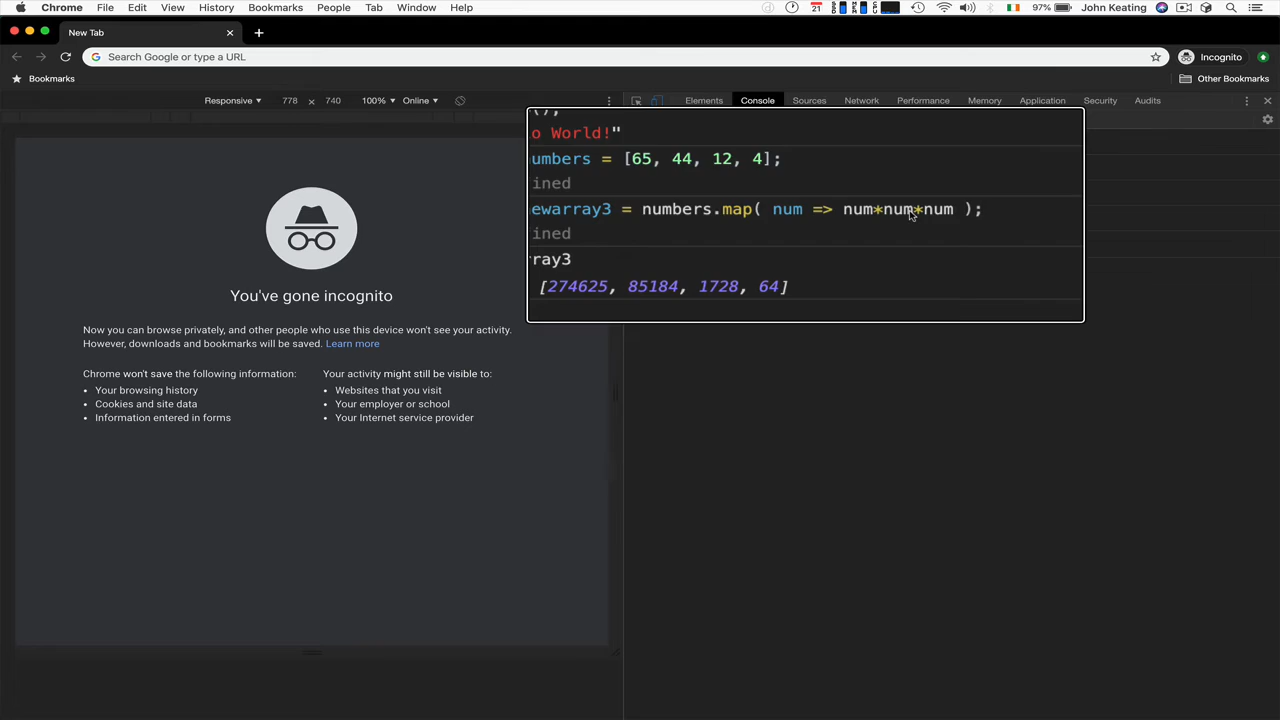 Chrome File Edit View History Bookmarks People Tab Window Help 21 97% John Keating
New Tab
Search Google or type a URL Incognito
Bookmarks Other Bookmarks
Responsive 778 × 740 100% Online Elements Console Sources Network Performance Memory Application Security Audits
();
o World!"
umbers = [65, 44, 12, 4];
ined
ewarray3 = numbers.map( num => num*num*num );
ined
ray3
[274625, 85184, 1728, 64]
You've gone incognito
Now you can browse privately, and other people who use this device won't see your activity.
However, downloads and bookmarks will be saved. Learn more
Chrome won't save the following information:
• Your browsing history
• Cookies and site data
• Information entered in forms
Your activity might still be visible to:
• Websites that you visit
• Your employer or school
• Your Internet service provider